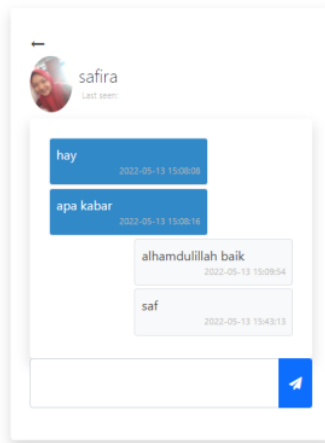 safira
Last seen:
hay
2022-05-13 15:08:08
apa kabar
2022-05-13 15:08:16
alhamdulillah baik
2022-05-13 15:09:54
saf
2022-05-13 15:43:13